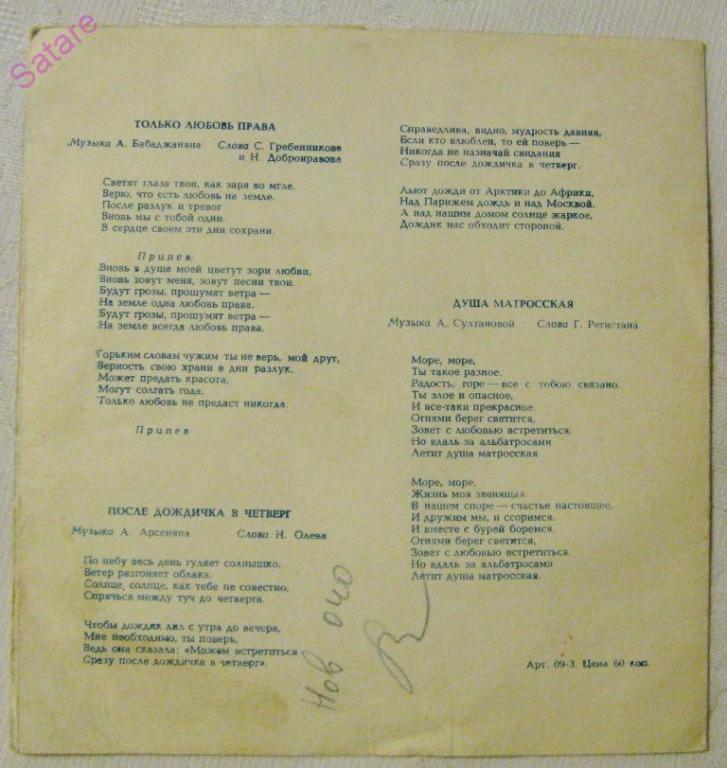 Satare
ТОЛЬКО ЛЮБОВЬ ПРАВА
Музыка А. Бабаджаняна Слова С. Гребенникова
и Н. Добронравова
Светят глаза твои, как заря во мгле.
Верю, что есть любовь на земле.
После разлук и тревог
Вновь мы с тобой одни.
В сердце своем эти дни сохрани.
Припев:
Вновь в душе моей цветут зори любви,
Вновь зовут меня, зовут песни твои.
Будут грозы, прошумят ветра —
На земле одна любовь права.
Будут грозы, прошумят ветра —
На земле всегда любовь права.
Горьким словам чужим ты не верь, мой друг,
Верность свою храни в дни разлук.
Может предать красота,
Могут солгать года,
Только любовь не предаст никогда.
Припев
ПОСЛЕ ДОЖДИЧКА В ЧЕТВЕРГ
Музыка А. Арсеняна Слова И. Олева
По небу весь день гуляет солнышко,
Ветер разгоняет облака.
Солнце, солнце, как тебе не совестно,
Спрячься между туч до четверга.
Чтобы дождик лил с утра до вечера,
Мне необходимо, ты поверь,
Ведь она сказала: «Можем встретиться
Сразу после дождичка в четверг».
Справедлива, видно, мудрость давняя,
Если кто влюблен, то ей поверь —
Никогда не назначай свидания
Сразу после дождичка в четверг.
Льют дожди от Арктики до Африки,
Над Парижем дождь и над Москвой.
А над нашим домом солнце жаркое,
Дождик нас обходит стороной.
ДУША МАТРОССКАЯ
Музыка А. Султановой Слова Г. Регистана
Море, море,
Ты такое разное.
Радость, горе — все с тобою связано.
Ты злое и опасное,
И все-таки прекрасное.
Огнями берег светится,
Зовет с любовью встретиться.
Но вдаль за альбатросами
Летит душа матросская.
Море, море,
Жизнь моя звенящая
В нашем споре — счастье настоящее.
И дружим мы, и ссоримся,
И вместе с бурей боремся.
Огнями берег светится,
Зовет с любовью встретиться.
Но вдаль за альбатросами
Летит душа матросская.
Арт. 09-3. Цена 60 коп.
Нов